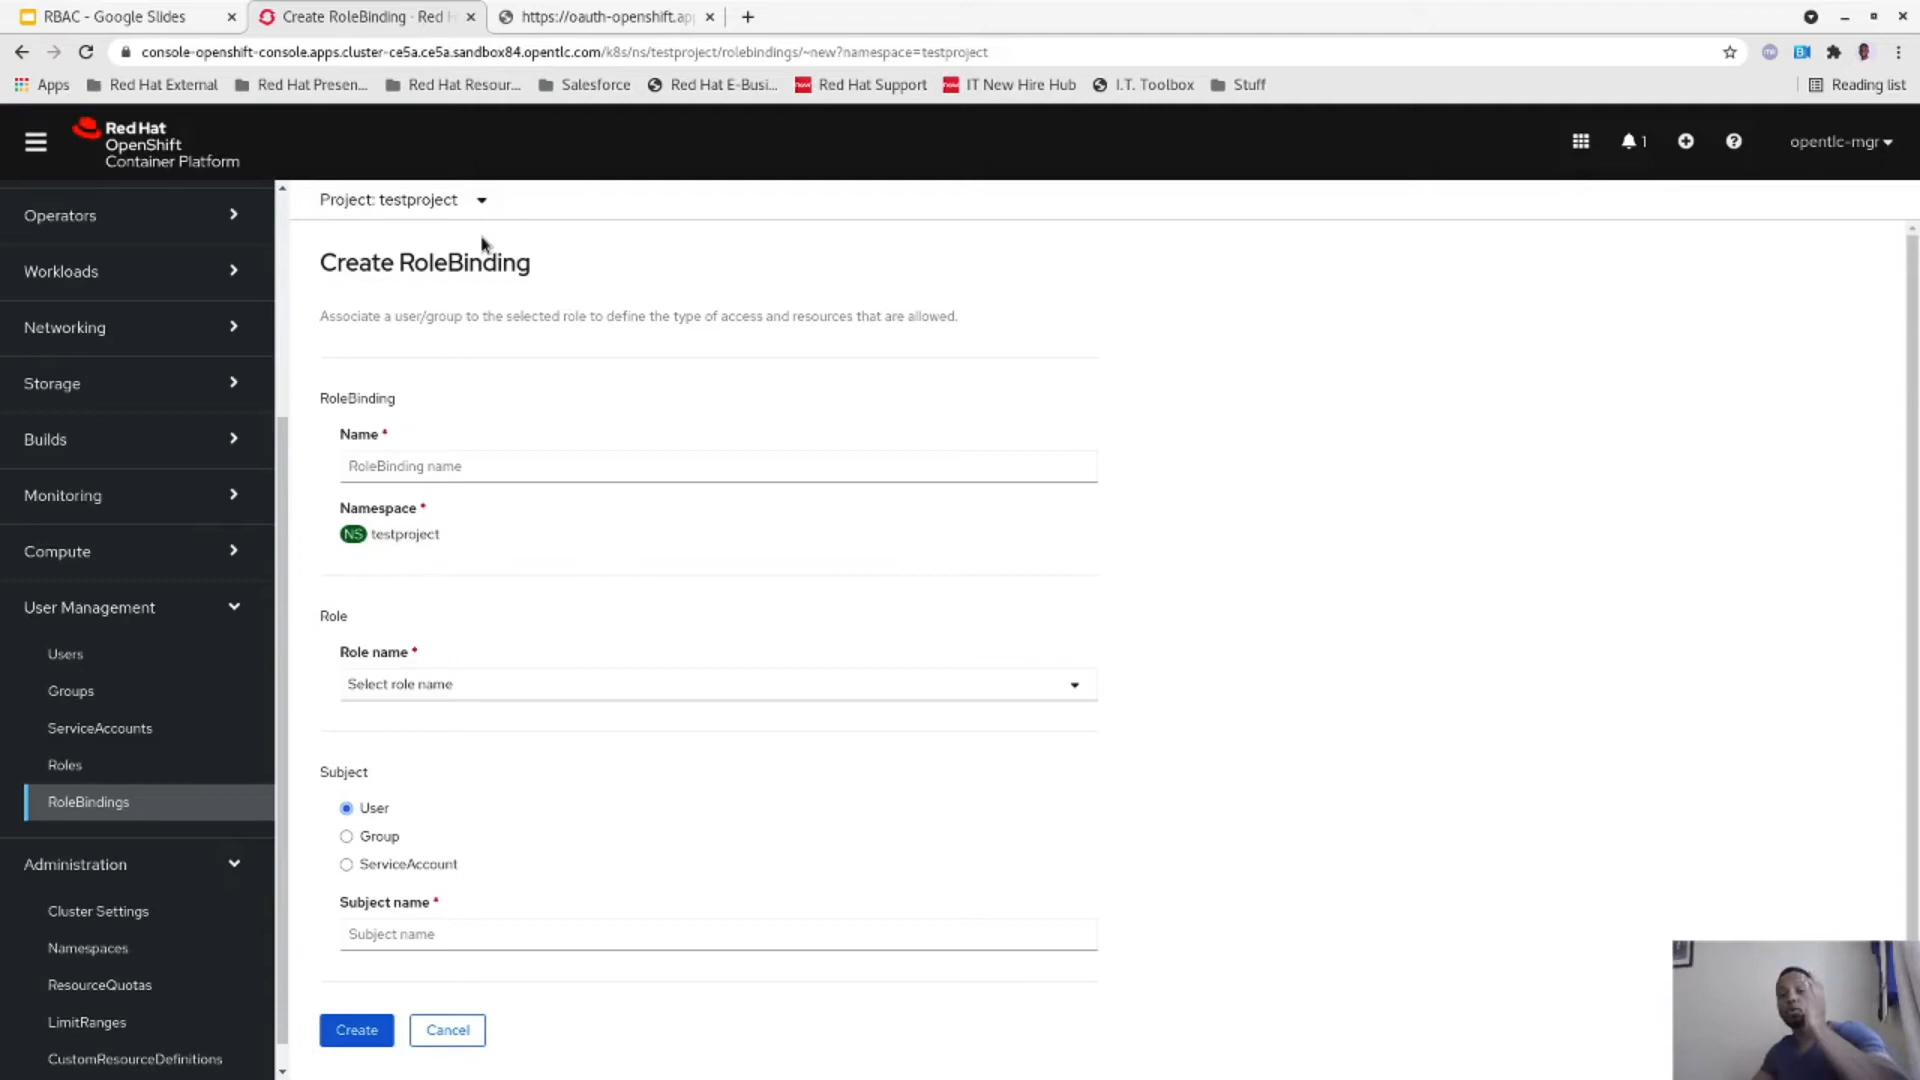 RBAC - Google Slides
Create RoleBinding · Red H
https://oauth-openshift.ap
console-openshift-console.apps.cluster-ce5a.ce5a.sandbox84.opentlc.com/k8s/ns/testproject/rolebindings/~new?namespace=testproject
Apps
Red Hat External
Red Hat Presen...
Red Hat Resour...
Salesforce
Red Hat E-Busi...
Red Hat Support
IT New Hire Hub
I.T. Toolbox
Stuff
Reading list
Red Hat
OpenShift
Container Platform
1
opentlc-mgr
Operators
Workloads
Networking
Storage
Builds
Monitoring
Compute
User Management
Users
Groups
ServiceAccounts
Roles
RoleBindings
Administration
Cluster Settings
Namespaces
ResourceQuotas
LimitRanges
CustomResourceDefinitions
Project: testproject
Create RoleBinding
Associate a user/group to the selected role to define the type of access and resources that are allowed.
RoleBinding
Name *
RoleBinding name
Namespace *
NS testproject
Role
Role name *
Select role name
Subject
User
Group
ServiceAccount
Subject name *
Subject name
Create
Cancel